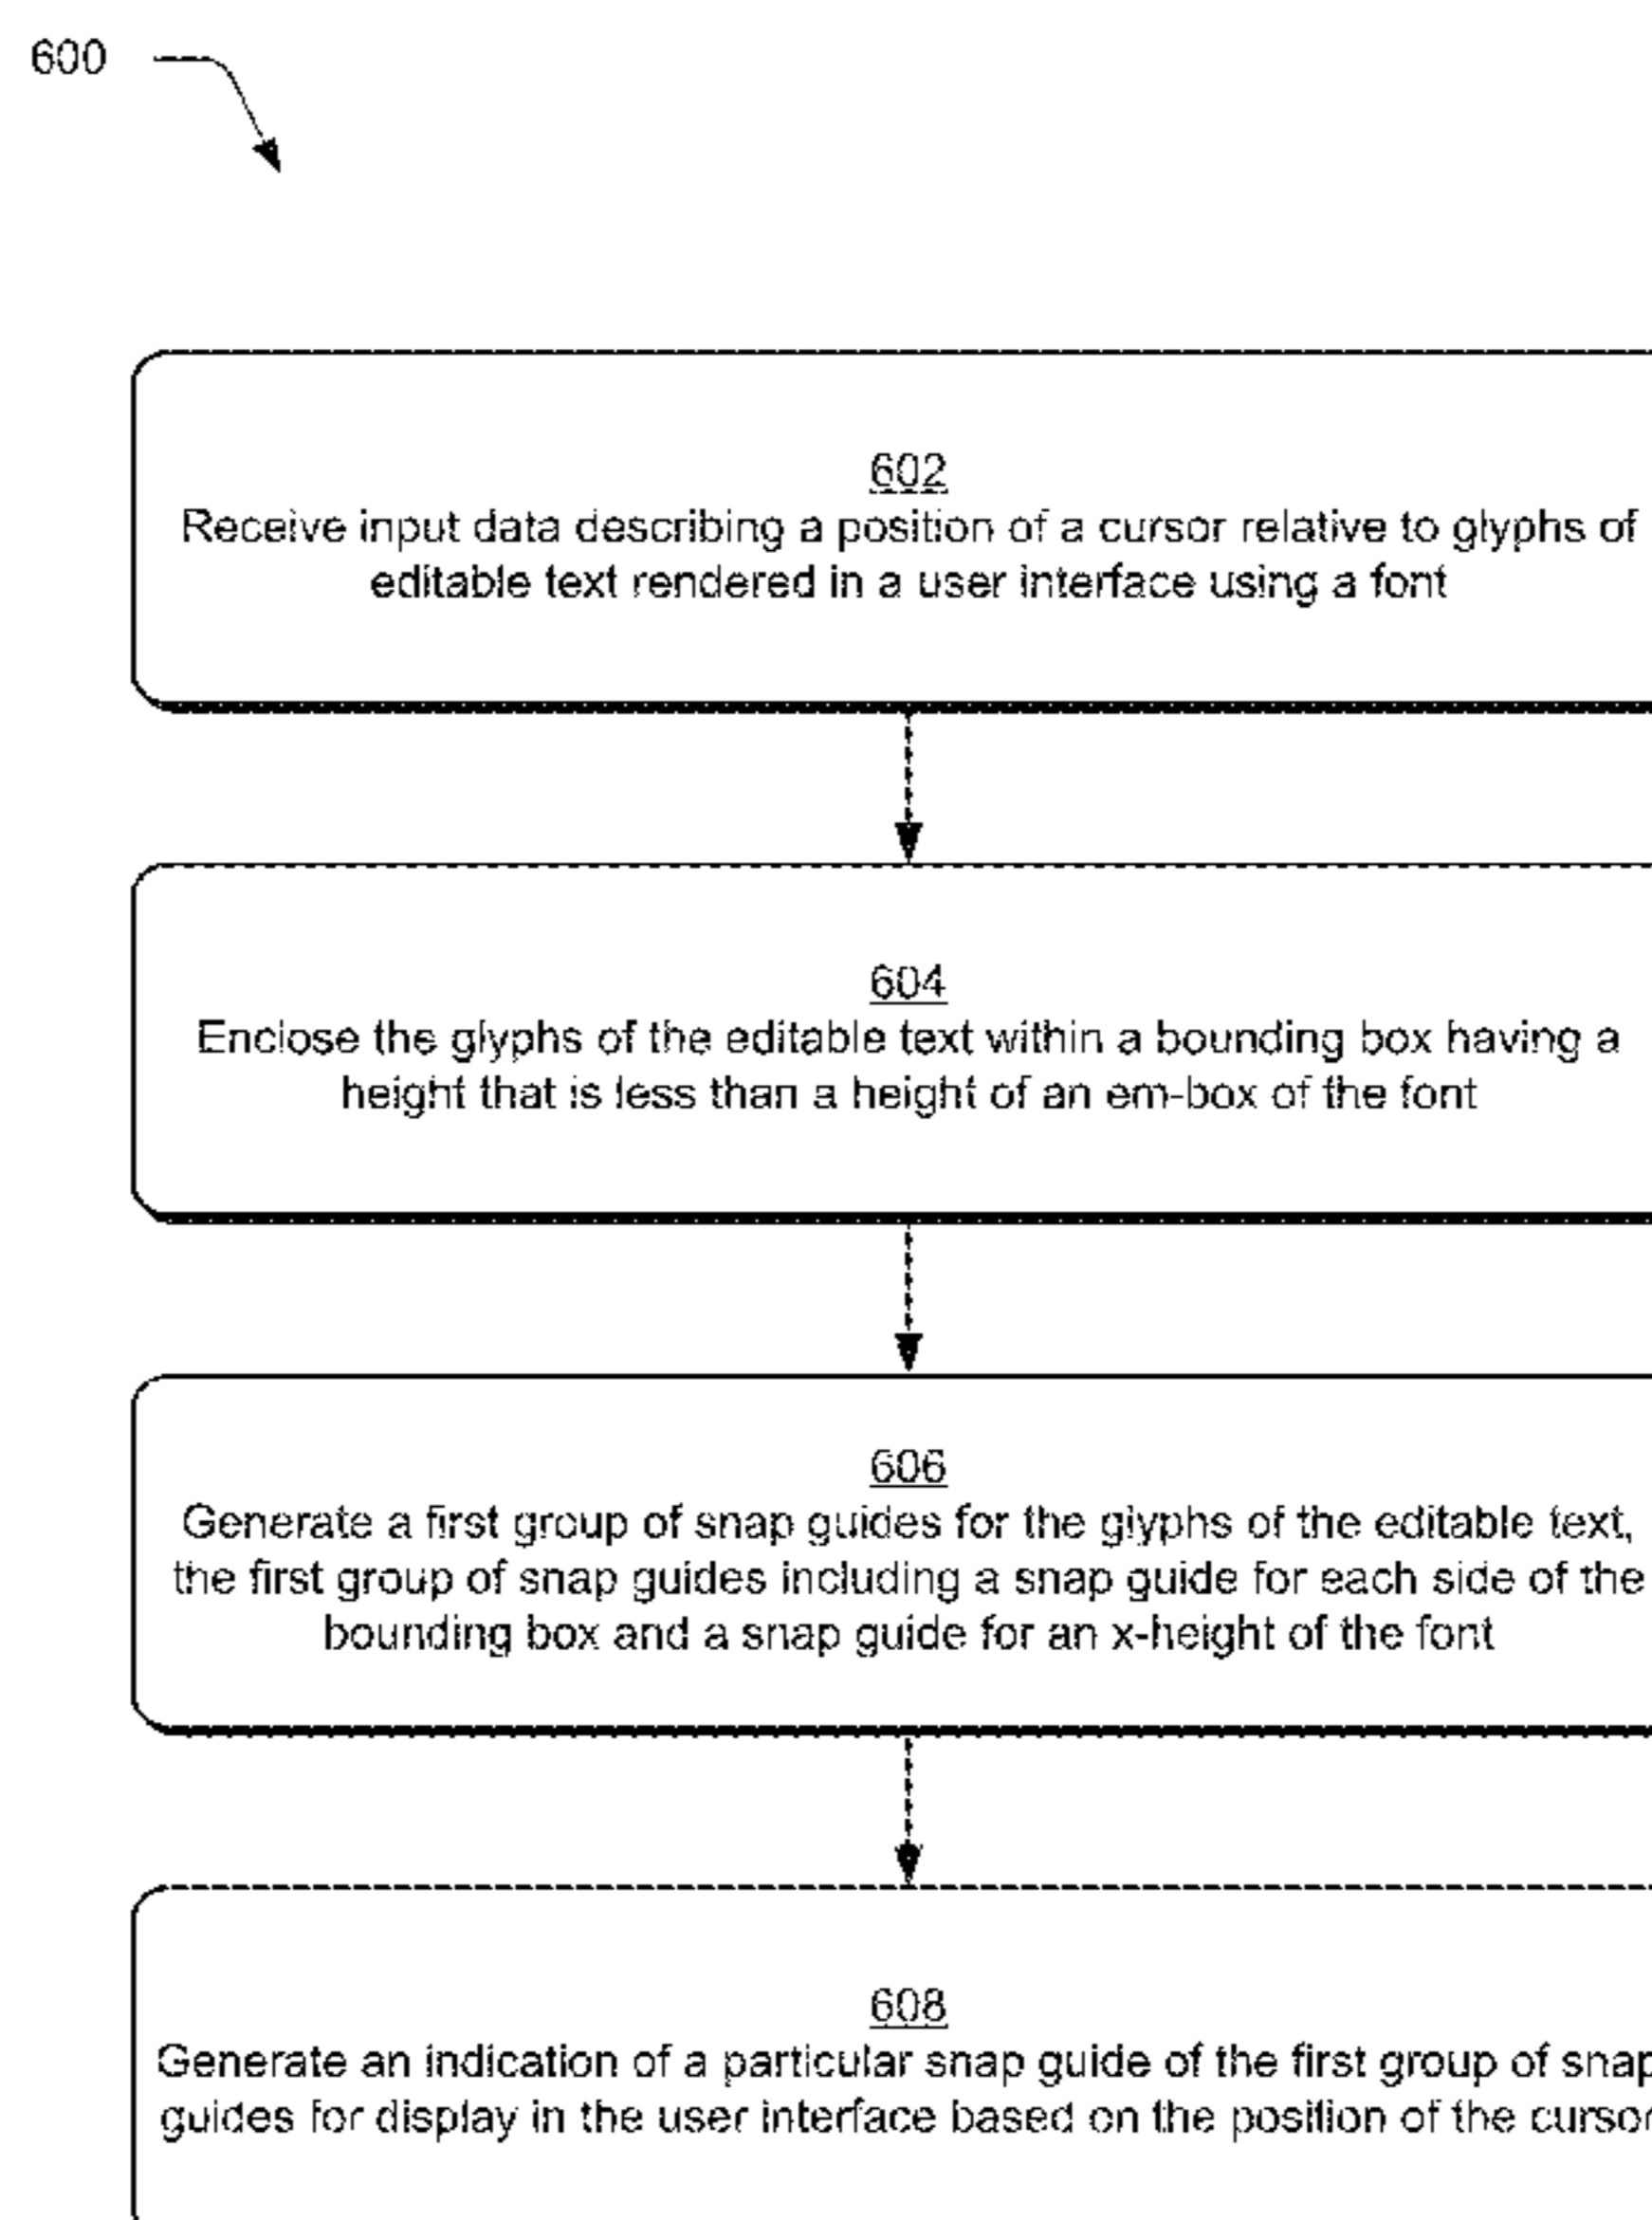 600
602
Receive input data describing a position of a cursor relative to glyphs of
editable text rendered in a user interface using a font
604
Enclose the glyphs of the editable text within a bounding box having a
height that is less than a height of an em-box of the font
606
Generate a first group of snap guides for the glyphs of the editable text,
the first group of snap guides including a snap guide for each side of the
bounding box and a snap guide for an x-height of the font
608
Generate an indication of a particular snap guide of the first group of snap
guides for display in the user interface based on the position of the cursor